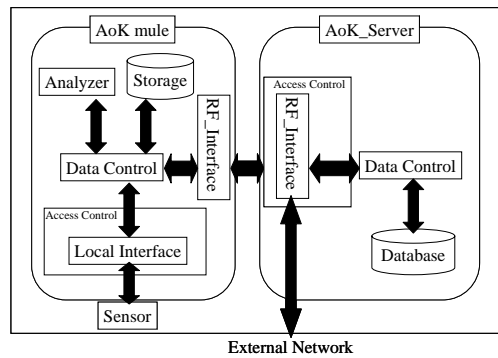 AoK mule
AoK_Server
Analyzer
Storage
Access Control
RF_Interface
RF_Interface
Data Control
Data Control
Access Control
Local Interface
Database
Sensor
External Network